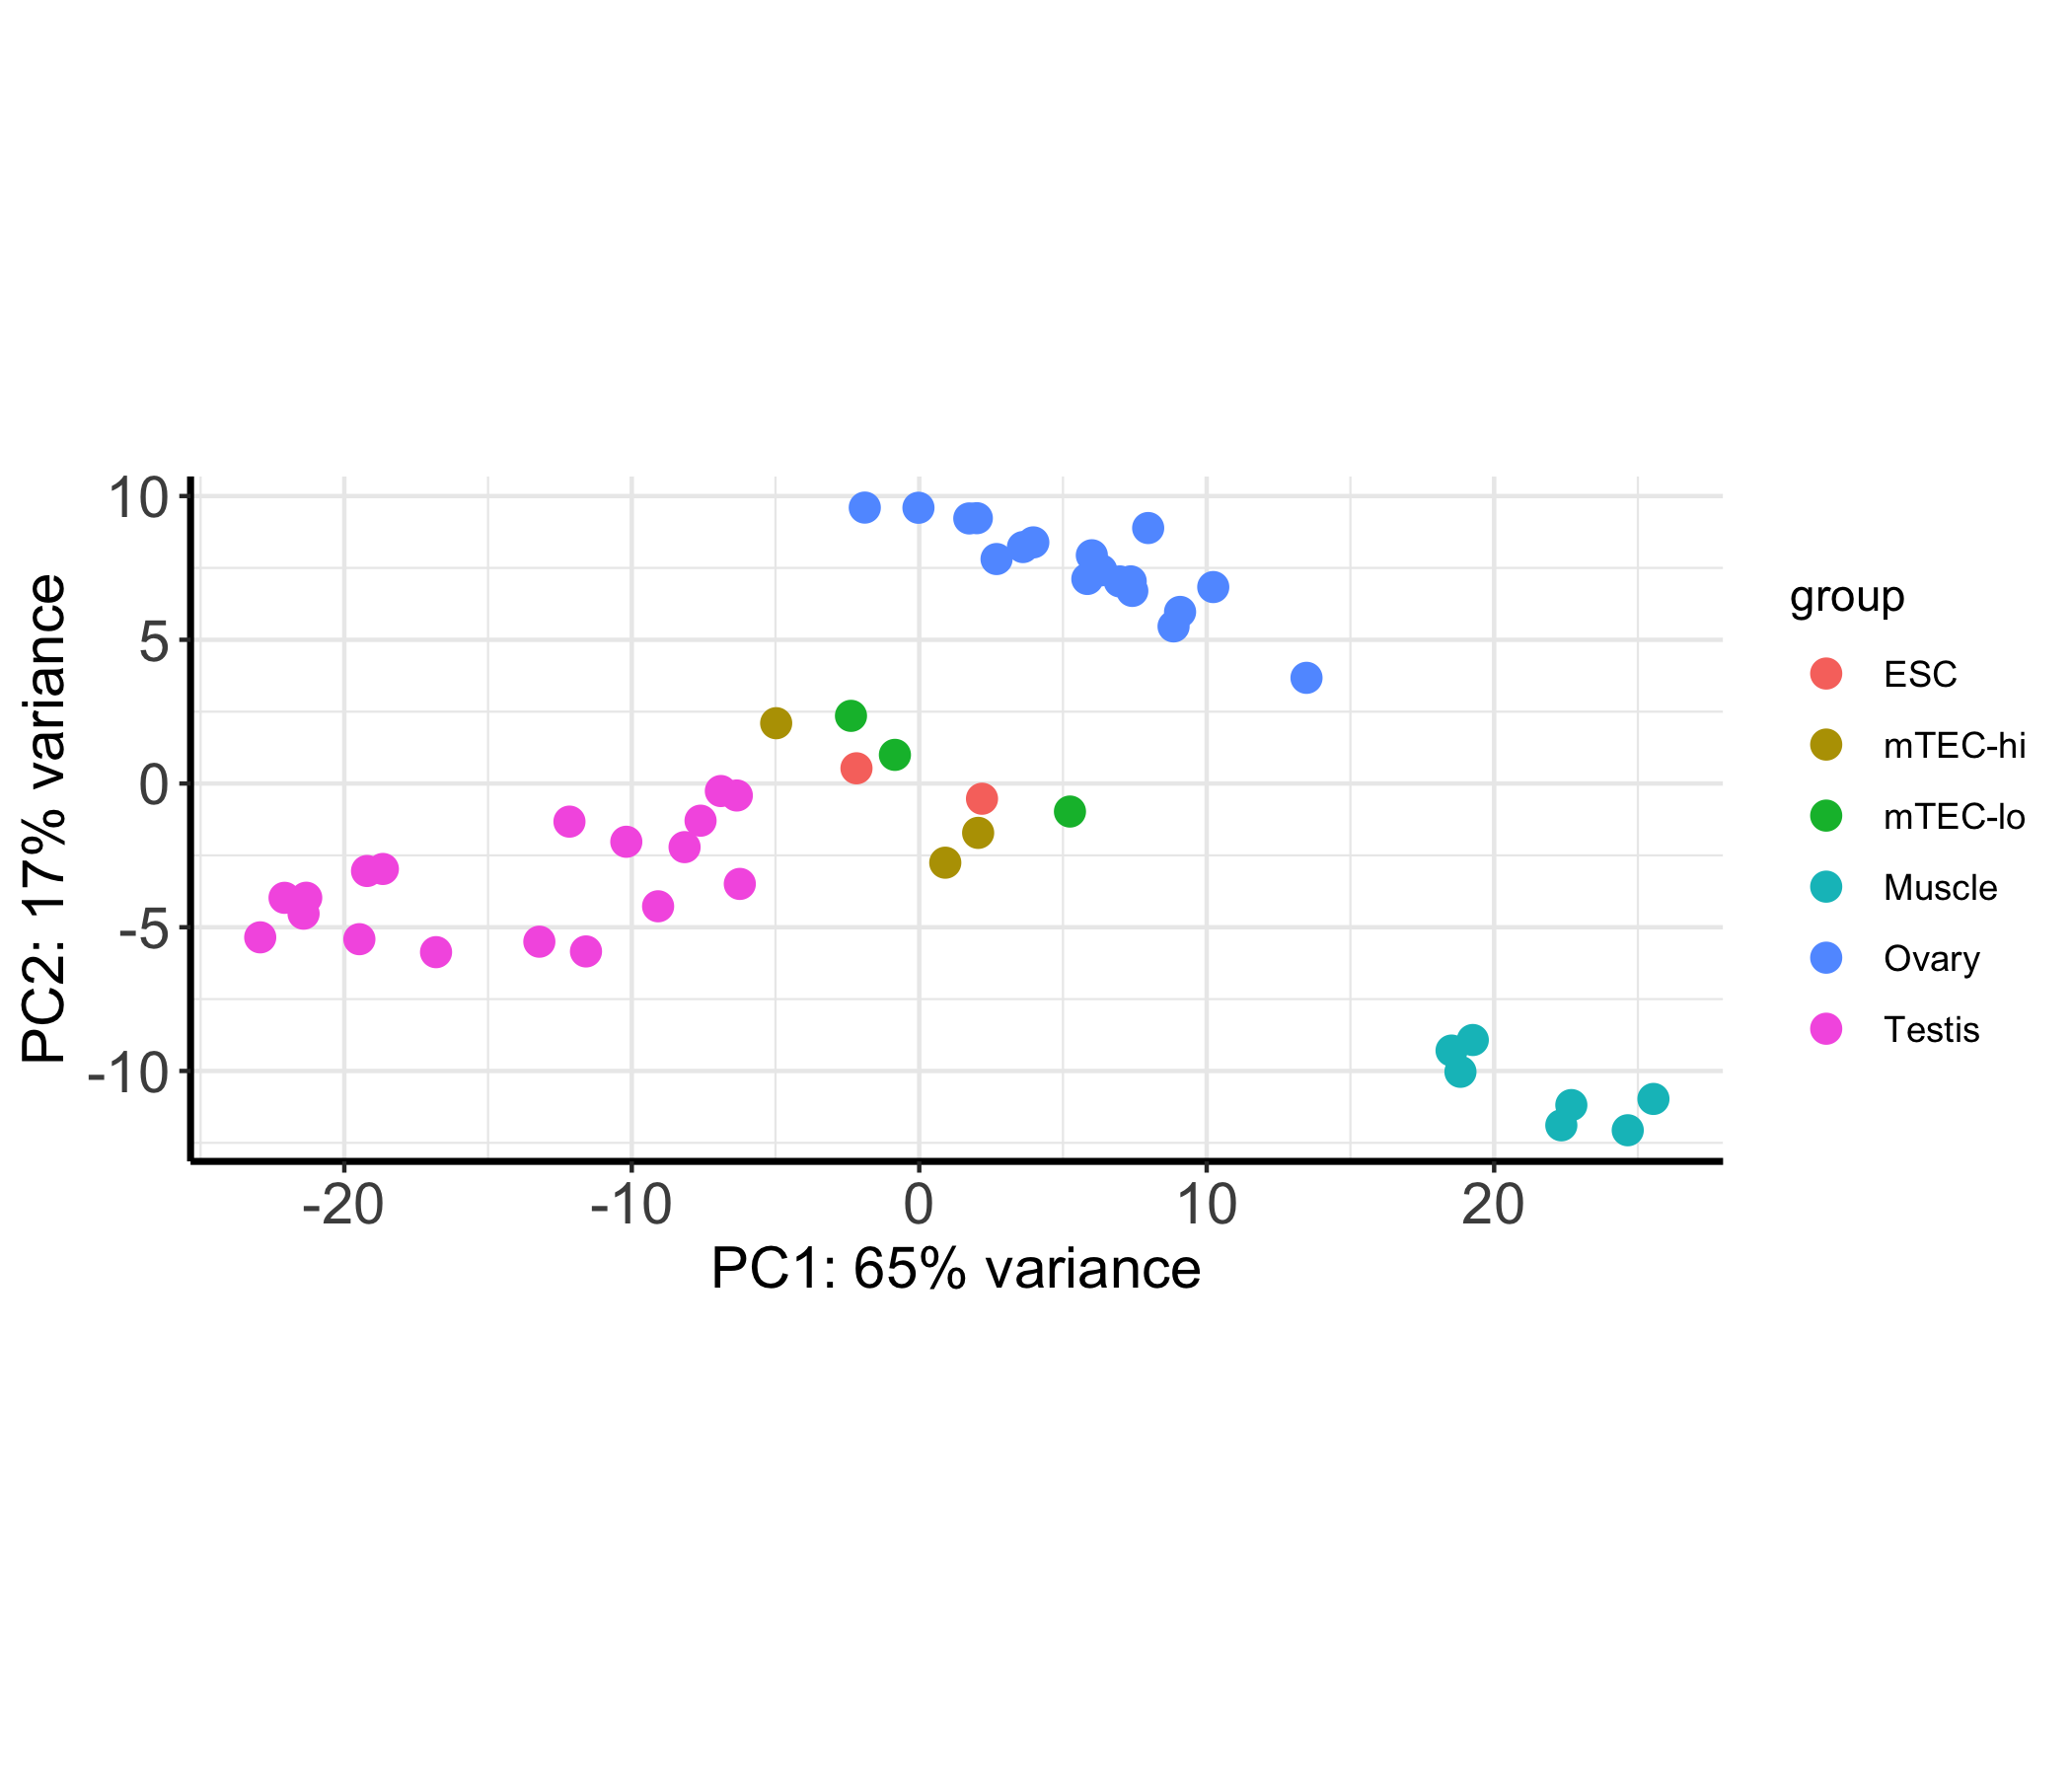 10
5
0
-5
-10
PC2: 17% variance
-20
-10
0
10
20
PC1: 65% variance
group
ESC
mTEC-hi
mTEC-lo
Muscle
Ovary
Testis